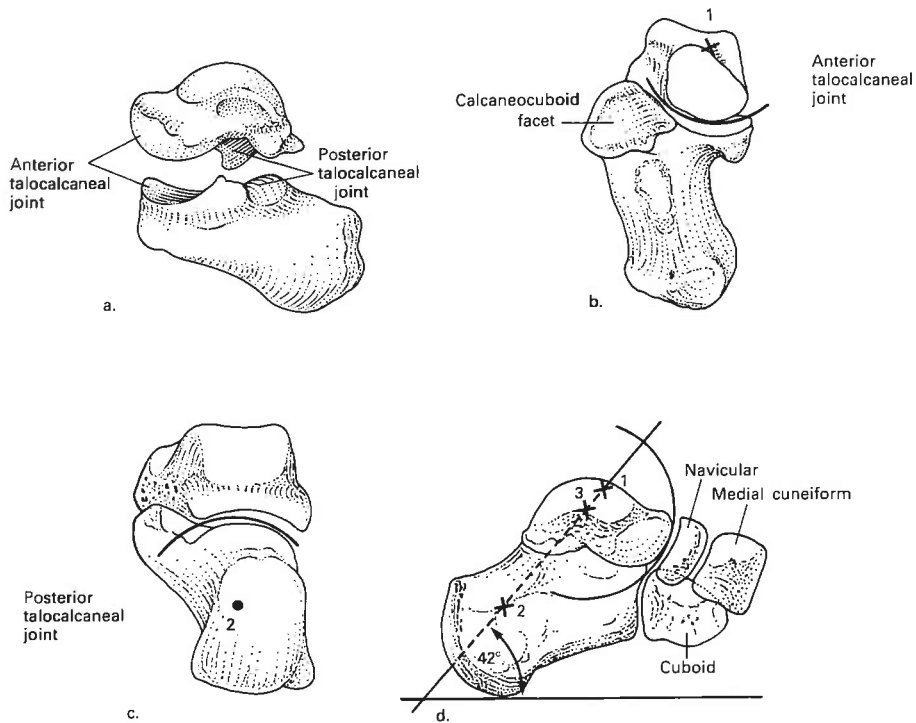 Anterior
talocalcaneal
joint
Posterior
talocalcaneal
joint
a.
1
Calcaneocuboid
facet
Anterior
talocalcaneal
joint
b.
Posterior
talocalcaneal
joint
2
c.
Navicular
Medial cuneiform
1
3
2
42°
Cuboid
d.